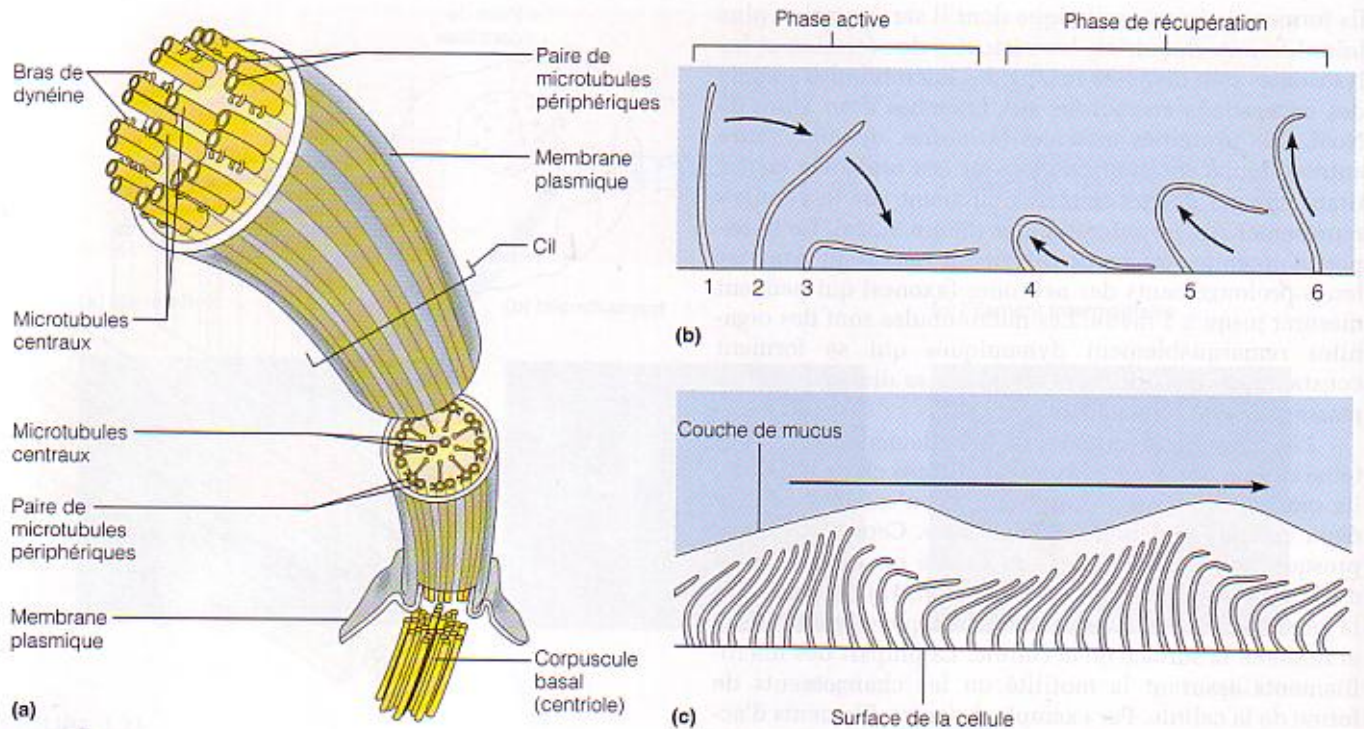 Bras de
dynéine
Paire de
microtubules
périphériques
Membrane
plasmique
Cil
Microtubules
centraux
Microtubules
centraux
Paire de
microtubules
périphériques
Membrane
plasmique
Corpuscule
basal
(centriole)
(a)
Phase active
Phase de récupération
1
2
3
4
5
6
(b)
Couche de mucus
Surface de la cellule
(c)